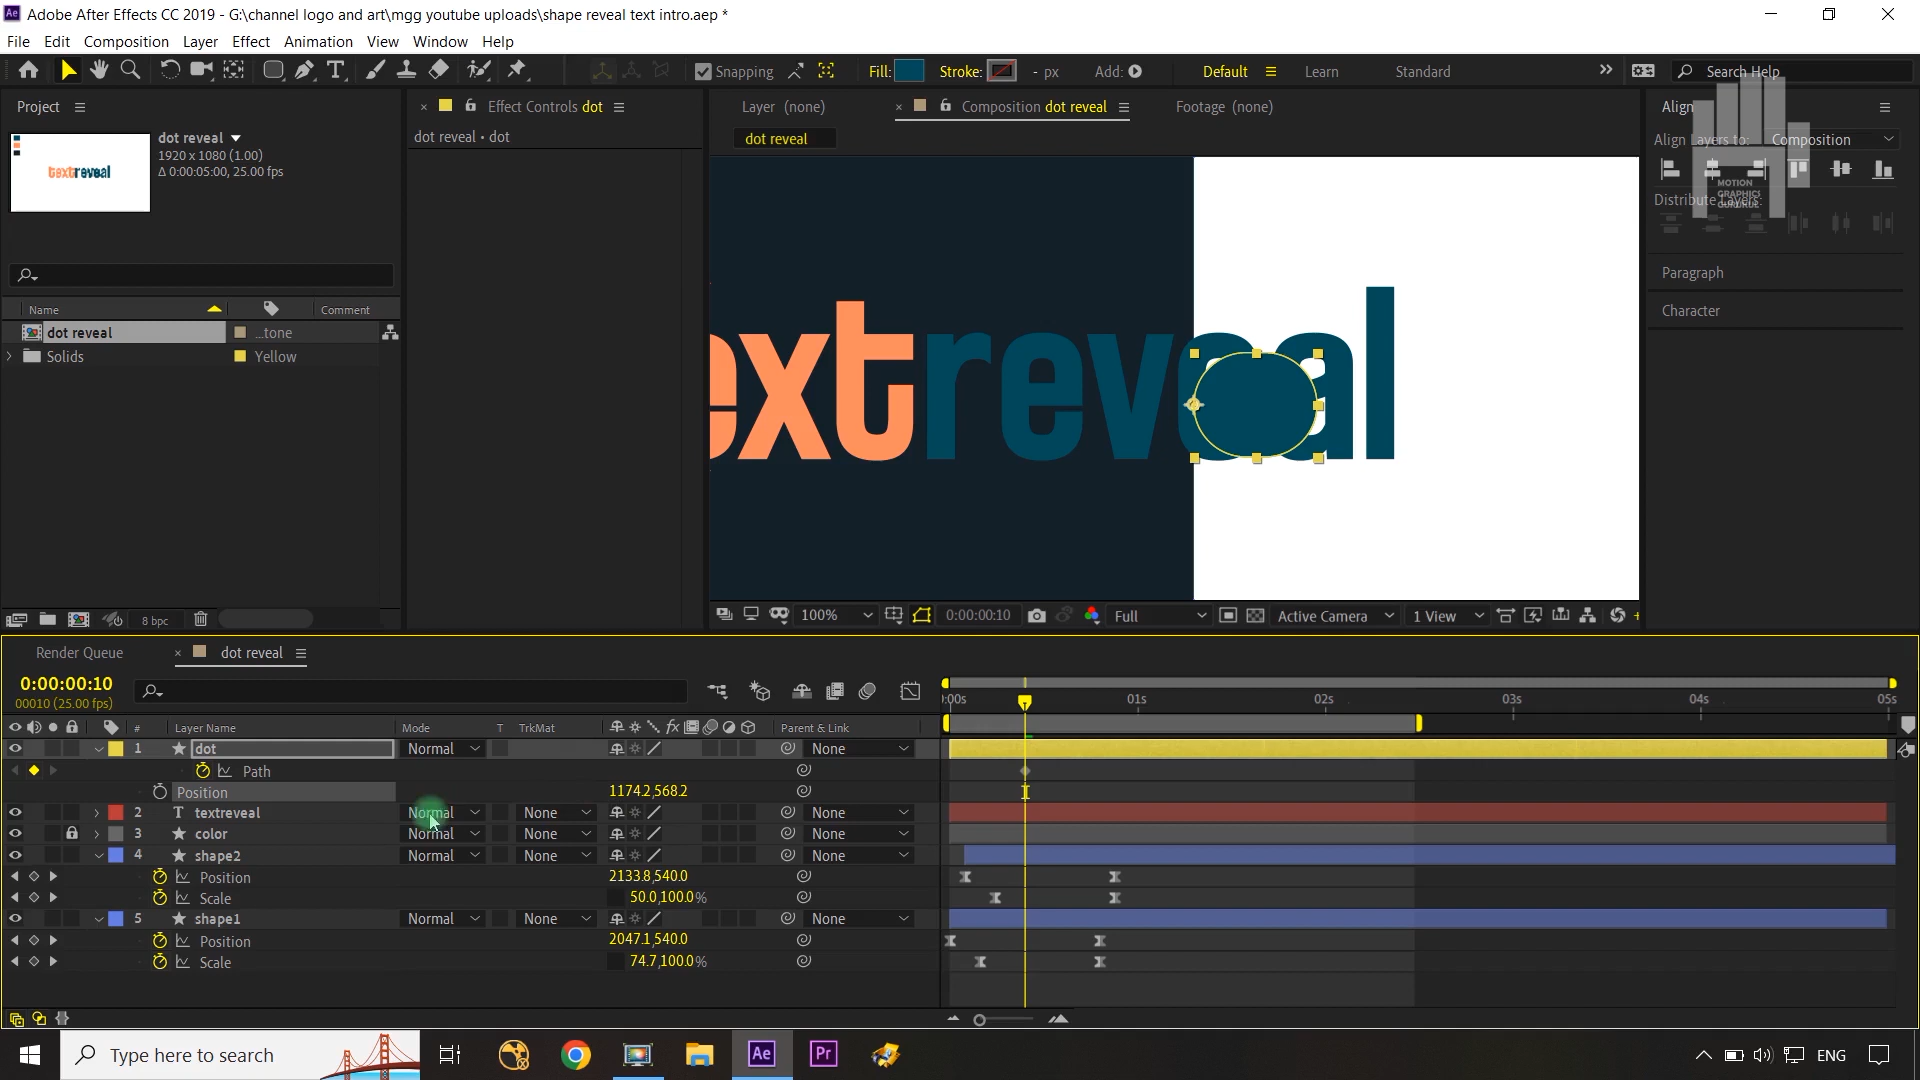 Adobe After Effects CC 2019 - G:\channel logo and art\mgg youtube uploads\shape reveal text intro.aep *
File Edit Composition Layer Effect Animation View Window Help
Snapping Fill: Stroke: - px Add: Default Learn Standard Search Help
Project Effect Controls dot Layer (none) Composition dot reveal Footage (none) Align
dot reveal 1920 x 1080 (1.00) Δ 0:00:05:00, 25.00 fps
dot reveal • dot
dot reveal
Align Layers to: Composition
MOTION GRAPHICS
Distribute Layers:
Paragraph
Character
textreveal
Name Comment
dot reveal ...tone
Solids Yellow
extreveal
8 bpc
100% 0:00:00:10 Full Active Camera 1 View
Render Queue dot reveal
0:00:00:10
00010 (25.00 fps)
:00s 01s 02s 03s 04s 05s
# Layer Name Mode T TrkMat Parent & Link
1 dot Normal None
Path
Position 1174.2,568.2
2 T textreveal Normal None None
3 color Normal None None
4 shape2 Normal None None
Position 2133.8,540.0
Scale 50.0,100.0%
5 shape1 Normal None None
Position 2047.1,540.0
Scale 74.7,100.0%
Type here to search Ae Pr ENG